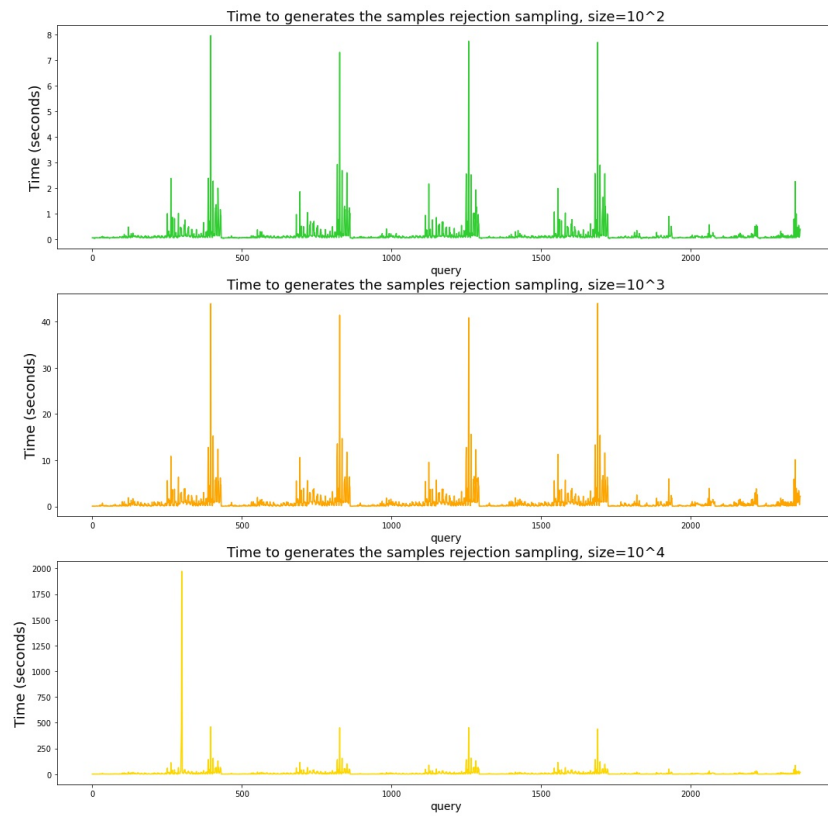 Time to generates the samples rejection sampling, size=10^2
Time (seconds)
8
7
6
5
4
3
2
1
0
0 500 1000 1500 2000
query
Time to generates the samples rejection sampling, size=10^3
Time (seconds)
40
30
20
10
0
0 500 1000 1500 2000
query
Time to generates the samples rejection sampling, size=10^4
Time (seconds)
2000
1750
1500
1250
1000
750
500
250
0
0 500 1000 1500 2000
query